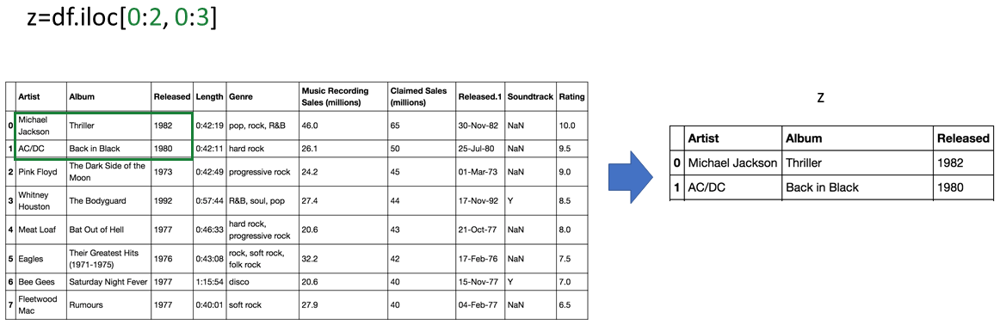 z=df.iloc[0:2, 0:3]
Artist Album Released Length Genre Music Recording Sales (millions) Claimed Sales (millions) Released.1 Soundtrack Rating
0 Michael Jackson Thriller 1982 0:42:19 pop, rock, R&B 46.0 65 30-Nov-82 NaN 10.0
1 AC/DC Back in Black 1980 0:42:11 hard rock 26.1 50 25-Jul-80 NaN 9.5
2 Pink Floyd The Dark Side of the Moon 1973 0:42:49 progressive rock 24.2 45 01-Mar-73 NaN 9.0
3 Whitney Houston The Bodyguard 1992 0:57:44 R&B, soul, pop 27.4 44 17-Nov-92 Y 8.5
4 Meat Loaf Bat Out of Hell 1977 0:46:33 hard rock, progressive rock 20.6 43 21-Oct-77 NaN 8.0
5 Eagles Their Greatest Hits (1971-1975) 1976 0:43:08 rock, soft rock, folk rock 32.2 42 17-Feb-76 NaN 7.5
6 Bee Gees Saturday Night Fever 1977 1:15:54 disco 20.6 40 15-Nov-77 Y 7.0
7 Fleetwood Mac Rumours 1977 0:40:01 soft rock 27.9 40 04-Feb-77 NaN 6.5
z
Artist Album Released
0 Michael Jackson Thriller 1982
1 AC/DC Back in Black 1980